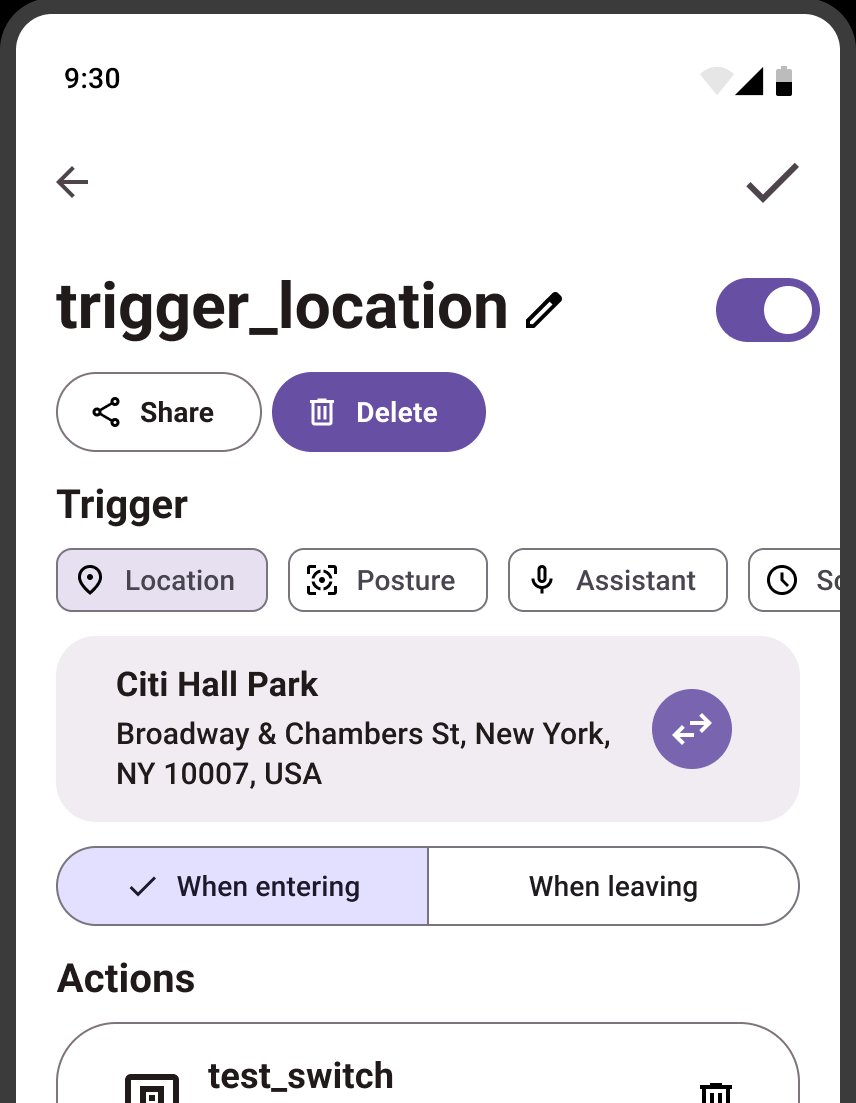 9:30
trigger_location
Share
Delete
Trigger
Location
Posture
Assistant
Citi Hall Park
Broadway & Chambers St, New York,
NY 10007, USA
When entering
When leaving
Actions
test_switch